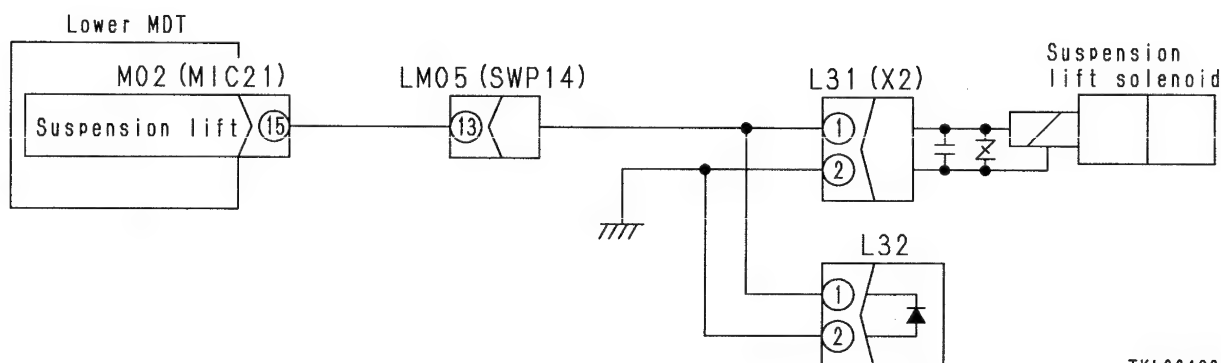 Lower MDT
M02 (MIC21)
Suspension lift
15
LM05 (SWP14)
13
L31 (X2)
1
2
Suspension
lift solenoid
L32
1
2